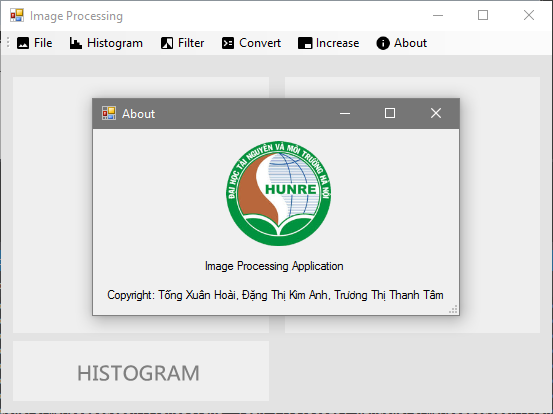 Image Processing
File Histogram Filter Convert Increase About
About
ĐẠI HỌC TÀI NGUYÊN VÀ MÔI TRƯỜNG HÀ NỘI
HUNRE
Image Processing Application
Copyright: Tống Xuân Hoài, Đặng Thị Kim Anh, Trương Thị Thanh Tâm
HISTOGRAM